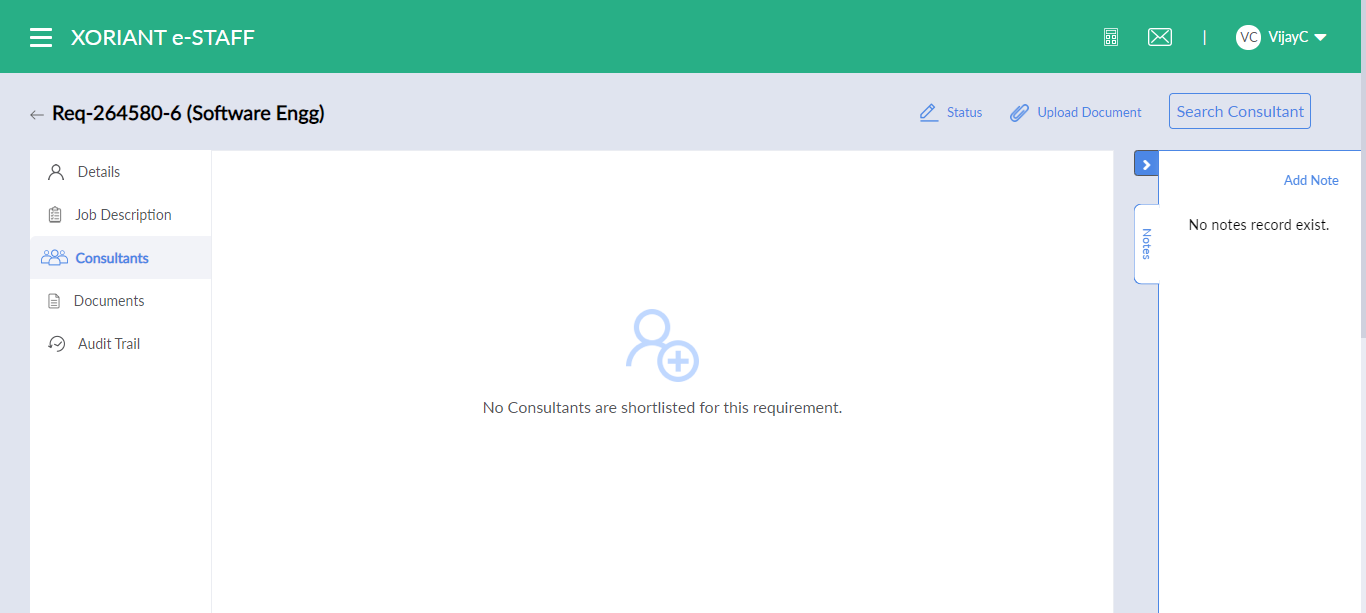 XORIANT e-STAFF
|
VC VijayC
Req-264580-6 (Software Engg)
Status
Upload Document
Search Consultant
Details
Job Description
Consultants
Documents
Audit Trail
No Consultants are shortlisted for this requirement.
Add Note
Notes
No notes record exist.